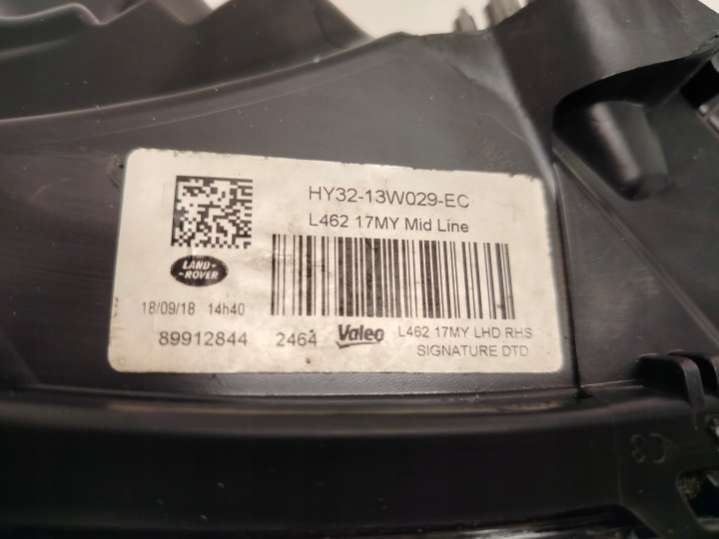 HY32-13W029-EC
L462 17MY Mid Line
LAND-
-ROVER
18/09/18 14h40
89912844 2464 Valeo L462 17MY LHD RHS
SIGNATURE DTD